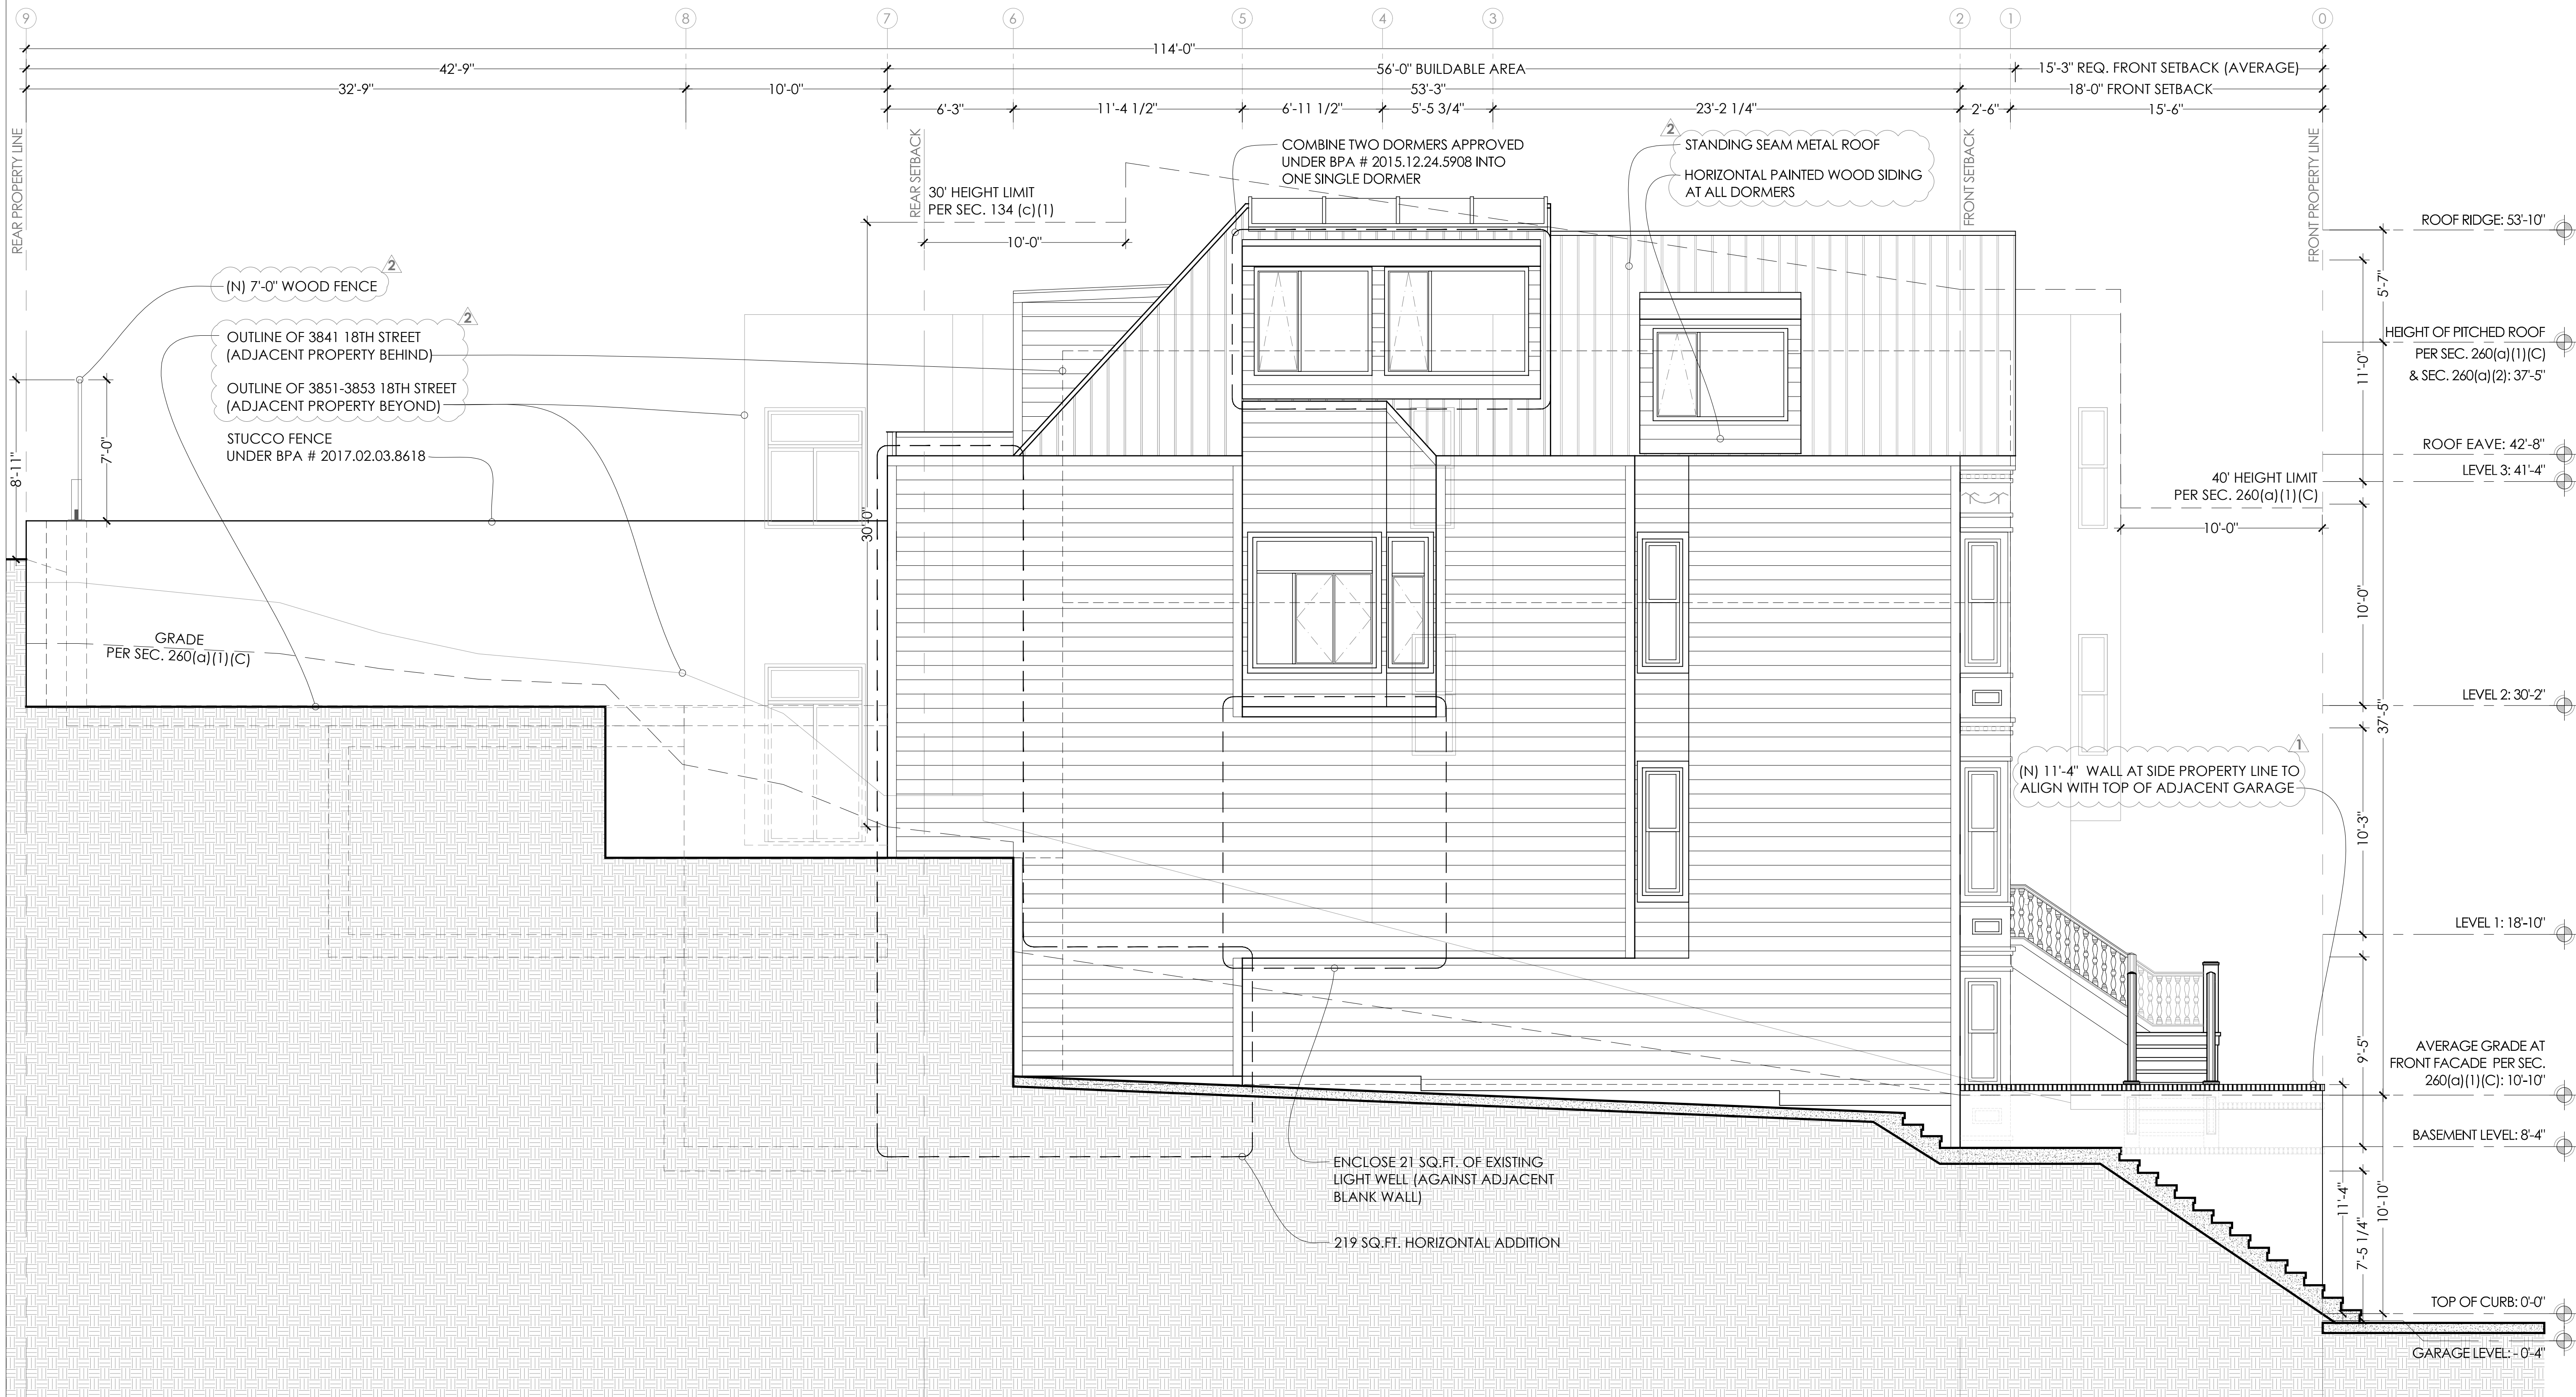 9 8 7 6 5 4 3 2 1 0
114'-0"
42'-9" 56'-0" BUILDABLE AREA 15'-3" REQ. FRONT SETBACK (AVERAGE)
32'-9" 10'-0" 53'-3" 18'-0" FRONT SETBACK
6'-3" 11'-4 1/2" 6'-11 1/2" 5'-5 3/4" 23'-2 1/4" 2'-6" 15'-6"
REAR PROPERTY LINE
REAR SETBACK
FRONT SETBACK
FRONT PROPERTY LINE
30' HEIGHT LIMIT
PER SEC. 134 (c)(1)
10'-0"
COMBINE TWO DORMERS APPROVED
UNDER BPA # 2015.12.24.5908 INTO
ONE SINGLE DORMER
2
STANDING SEAM METAL ROOF
HORIZONTAL PAINTED WOOD SIDING
AT ALL DORMERS
2
(N) 7'-0" WOOD FENCE
2
OUTLINE OF 3841 18TH STREET
(ADJACENT PROPERTY BEHIND)
OUTLINE OF 3851-3853 18TH STREET
(ADJACENT PROPERTY BEYOND)
STUCCO FENCE
UNDER BPA # 2017.02.03.8618
8'-11"
7'-0"
30'-0"
GRADE
PER SEC. 260(a)(1)(C)
40' HEIGHT LIMIT
PER SEC. 260(a)(1)(C)
10'-0"
1
(N) 11'-4" WALL AT SIDE PROPERTY LINE TO
ALIGN WITH TOP OF ADJACENT GARAGE
ENCLOSE 21 SQ.FT. OF EXISTING
LIGHT WELL (AGAINST ADJACENT
BLANK WALL)
219 SQ.FT. HORIZONTAL ADDITION
5'-7"
11'-0"
10'-0"
37'-5"
10'-3"
9'-5"
11'-4"
7'-5 1/4"
10'-10"
ROOF RIDGE: 53'-10"
HEIGHT OF PITCHED ROOF
PER SEC. 260(a)(1)(C)
& SEC. 260(a)(2): 37'-5"
ROOF EAVE: 42'-8"
LEVEL 3: 41'-4"
LEVEL 2: 30'-2"
LEVEL 1: 18'-10"
AVERAGE GRADE AT
FRONT FACADE PER SEC.
260(a)(1)(C): 10'-10"
BASEMENT LEVEL: 8'-4"
TOP OF CURB: 0'-0"
GARAGE LEVEL: - 0'-4"